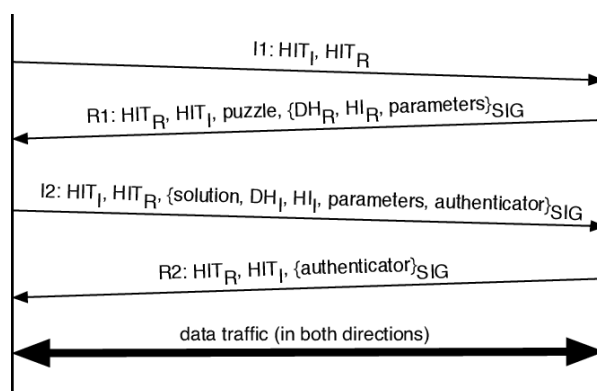 I1: HIT_I, HIT_R
R1: HIT_R, HIT_I, puzzle, {DH_R, HI_R, parameters}_SIG
I2: HIT_I, HIT_R, {solution, DH_I, HI_I, parameters, authenticator}_SIG
R2: HIT_R, HIT_I, {authenticator}_SIG
data traffic (in both directions)